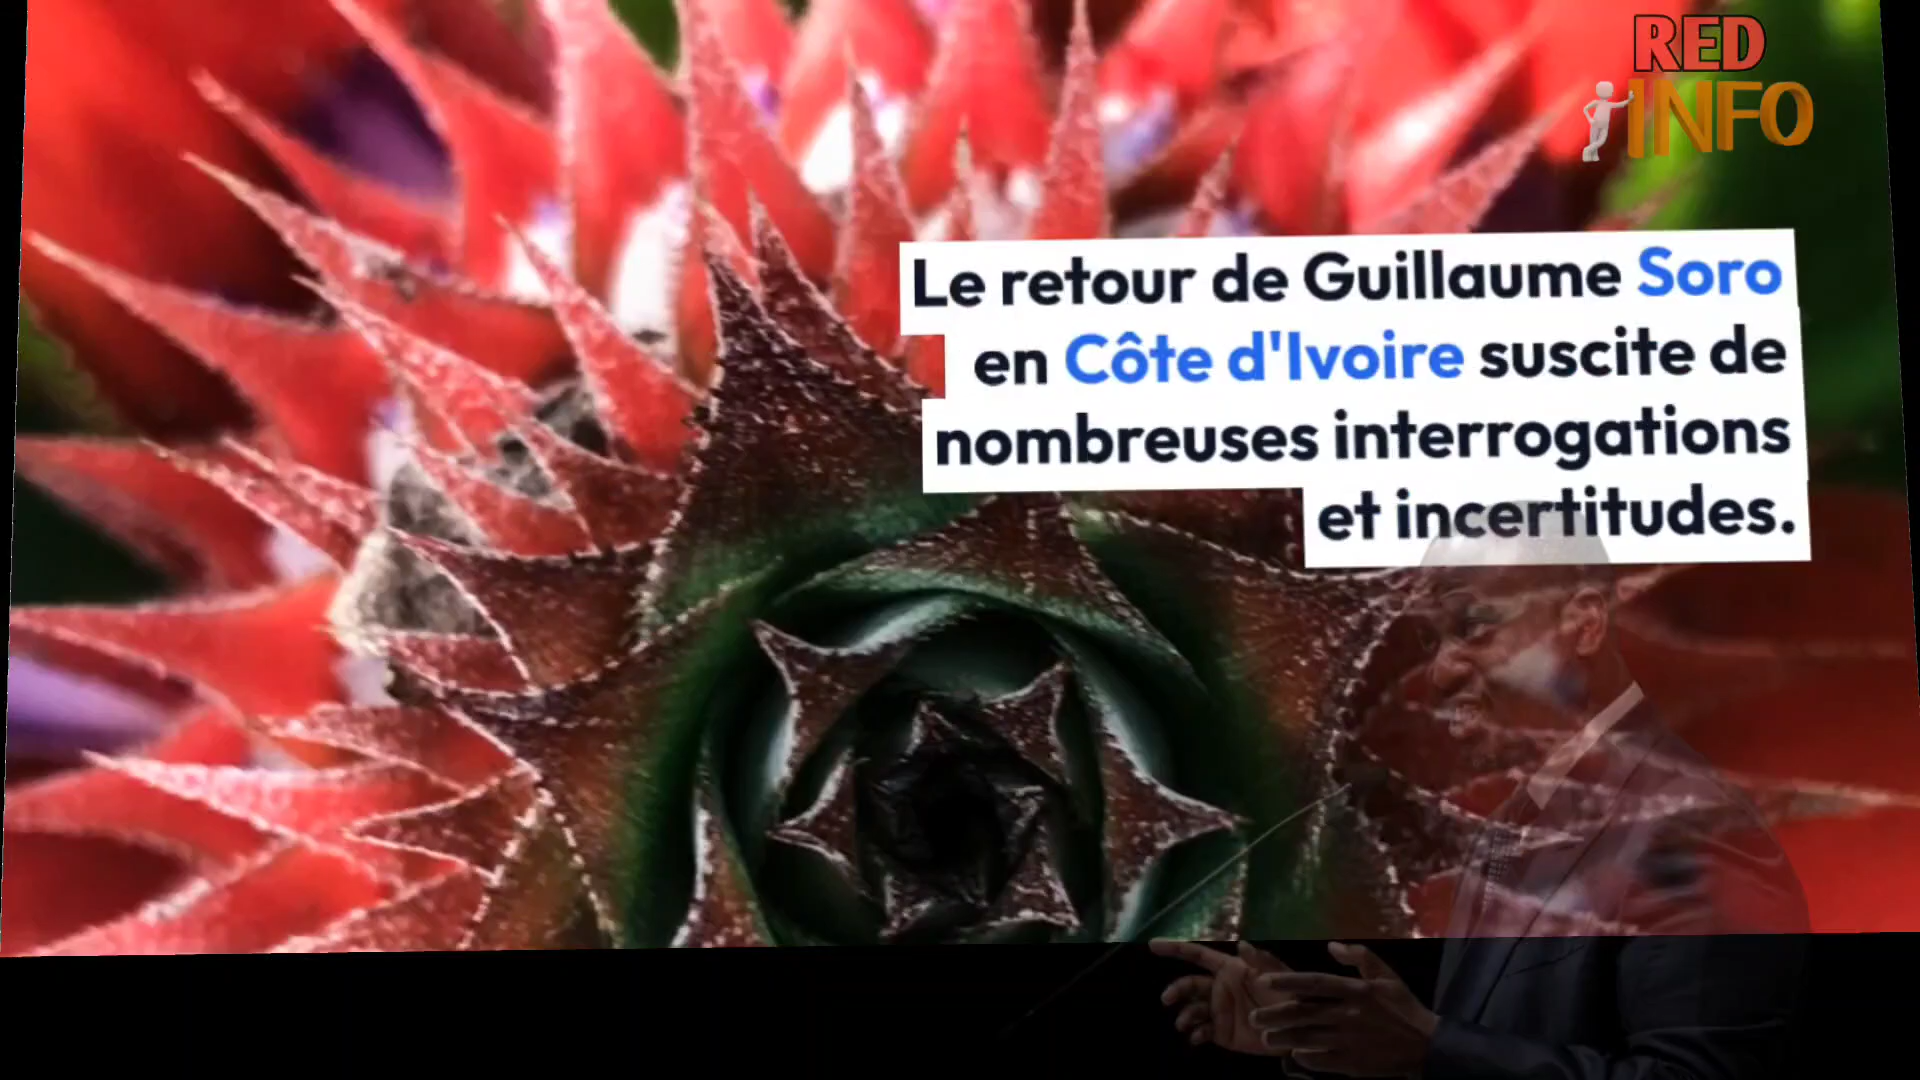 RED
INFO
Le retour de Guillaume Soro
en Côte d'Ivoire suscite de
nombreuses interrogations
et incertitudes.